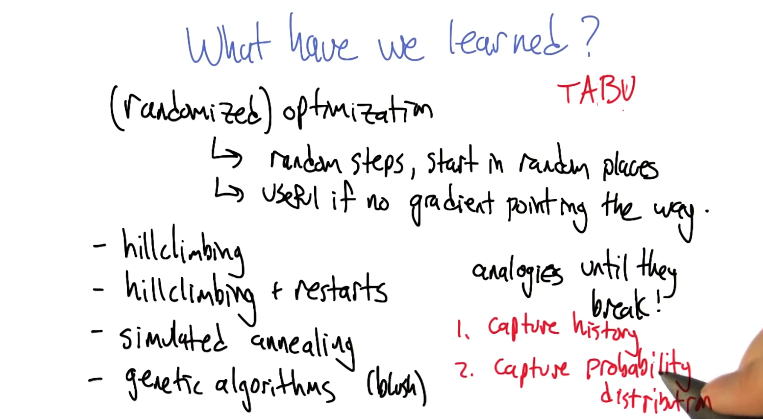 What have we learned?
TABU
(randomized) optimization
↳ random steps, start in random places
↳ useful if no gradient pointing the way.
- hillclimbing
- hillclimbing + restarts
- simulated annealing
- genetic algorithms (blush)
analogies until they
break!
1. capture history
2. capture probability
distribution